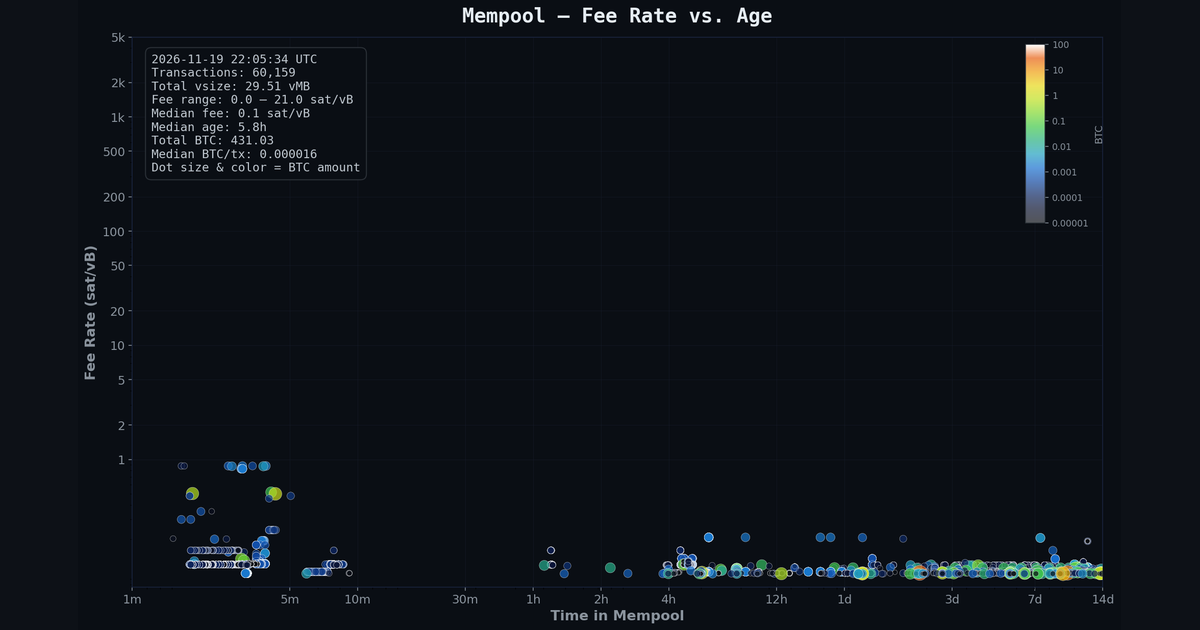 Mempool — Fee Rate vs. Age
2026-11-19 22:05:34 UTC
Transactions: 60,159
Total vsize: 29.51 vMB
Fee range: 0.0 – 21.0 sat/vB
Median fee: 0.1 sat/vB
Median age: 5.8h
Total BTC: 431.03
Median BTC/tx: 0.000016
Dot size & color = BTC amount
5k
2k
1k
500
200
100
50
20
10
5
2
1
Fee Rate (sat/vB)
100
10
1
0.1
0.01
0.001
0.0001
0.00001
BTC
1m 5m 10m 30m 1h 2h 4h 12h 1d 3d 7d 14d
Time in Mempool